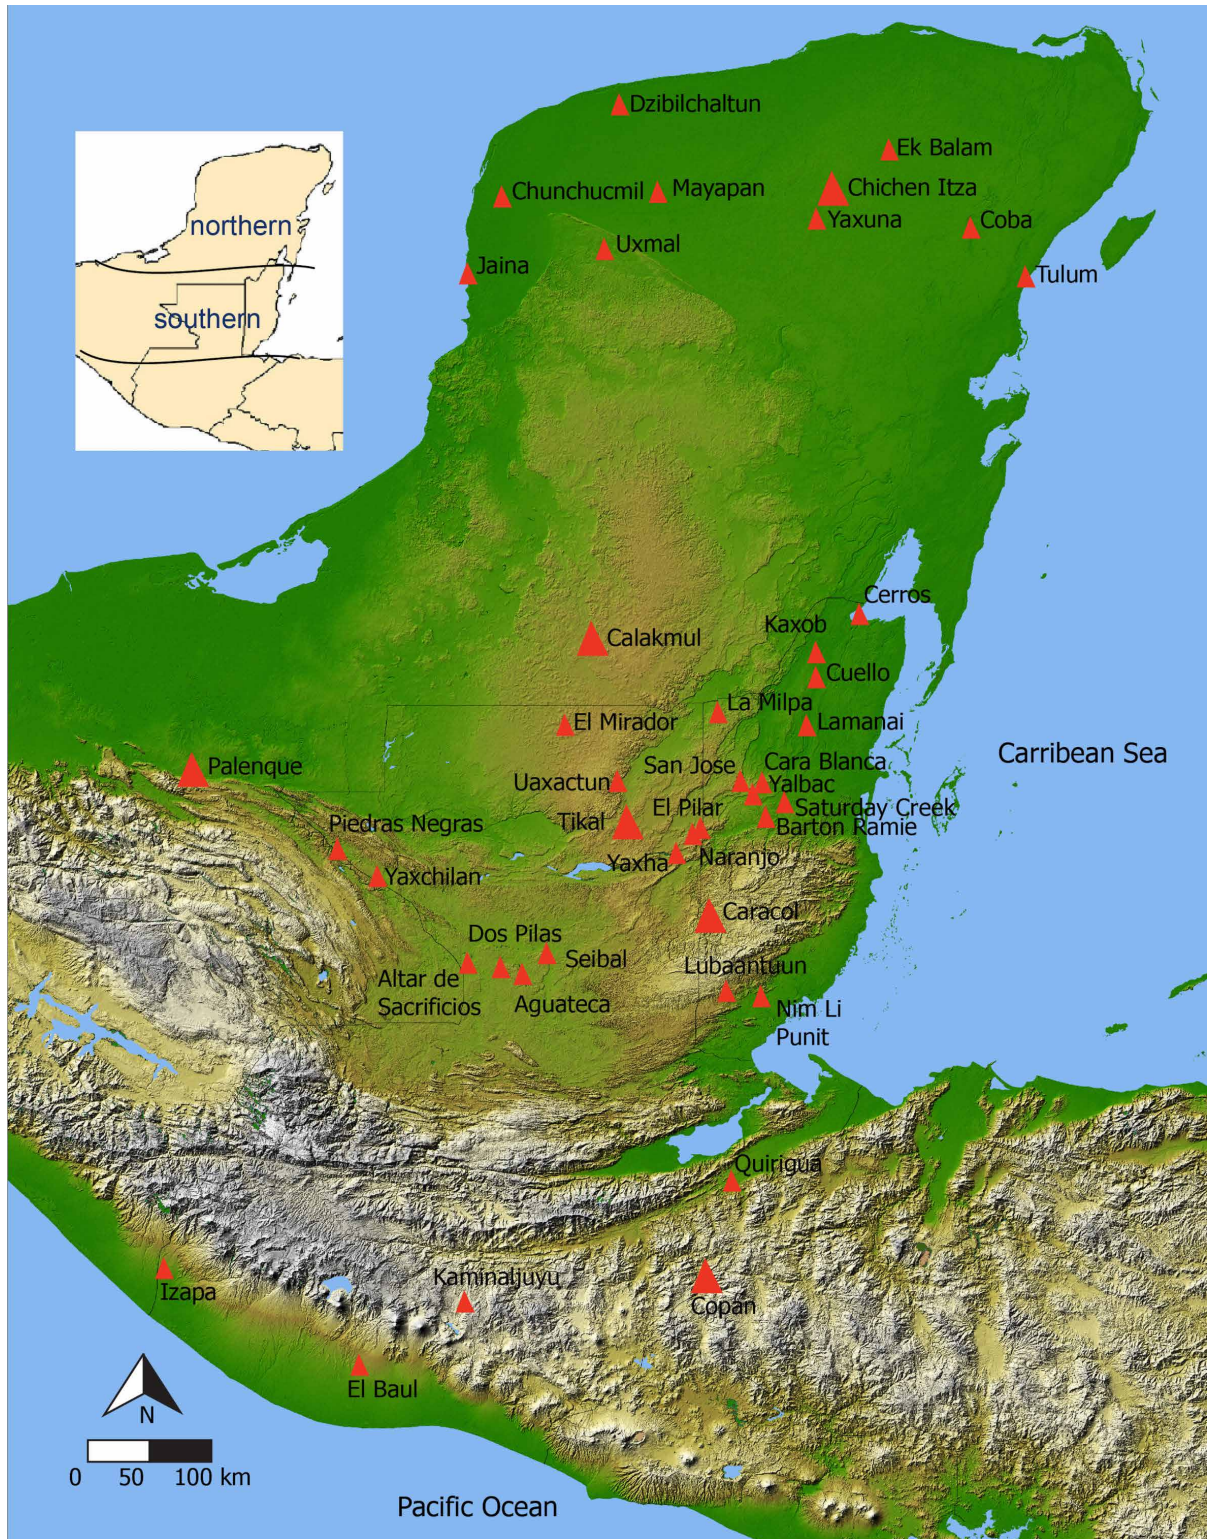 Dzibilchaltun
Ek Balam
Chunchucmil
Mayapan
Chichen Itza
northern
Yaxuna
Coba
Uxmal
Jaina
Tulum
southern
Cerros
Kaxob
Calakmul
Cuello
La Milpa
El Mirador
Lamanai
Carribean Sea
Palenque
San Jose
Cara Blanca
Uaxactun
Yalbac
El Pilar
Saturday Creek
Piedras Negras
Tikal
Barton Ramie
Yaxha
Naranjo
Yaxchilan
Caracol
Dos Pilas
Seibal
Lubaantuun
Altar de
Sacrificios
Aguateca
Nim Li
Punit
Quirigua
Kaminaljuyu
Izapa
Copan
El Baul
N
0 50 100 km
Pacific Ocean